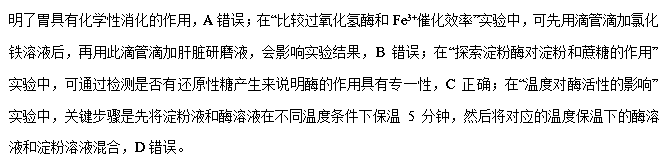 明了胃具有化学性消化的作用，A 错误；在“比较过氧化氢酶和 Fe³⁺催化效率”实验中，可先用滴管滴加氯化
铁溶液后，再用此滴管滴加肝脏研磨液，会影响实验结果，B 错误；在“探索淀粉酶对淀粉和蔗糖的作用”
实验中，可通过检测是否有还原性糖产生来说明酶的作用具有专一性，C 正确；在“温度对酶活性的影响”
实验中，关键步骤是先将淀粉液和酶溶液在不同温度条件下保温 5 分钟，然后将对应的温度保温下的酶溶
液和淀粉溶液混合，D 错误。